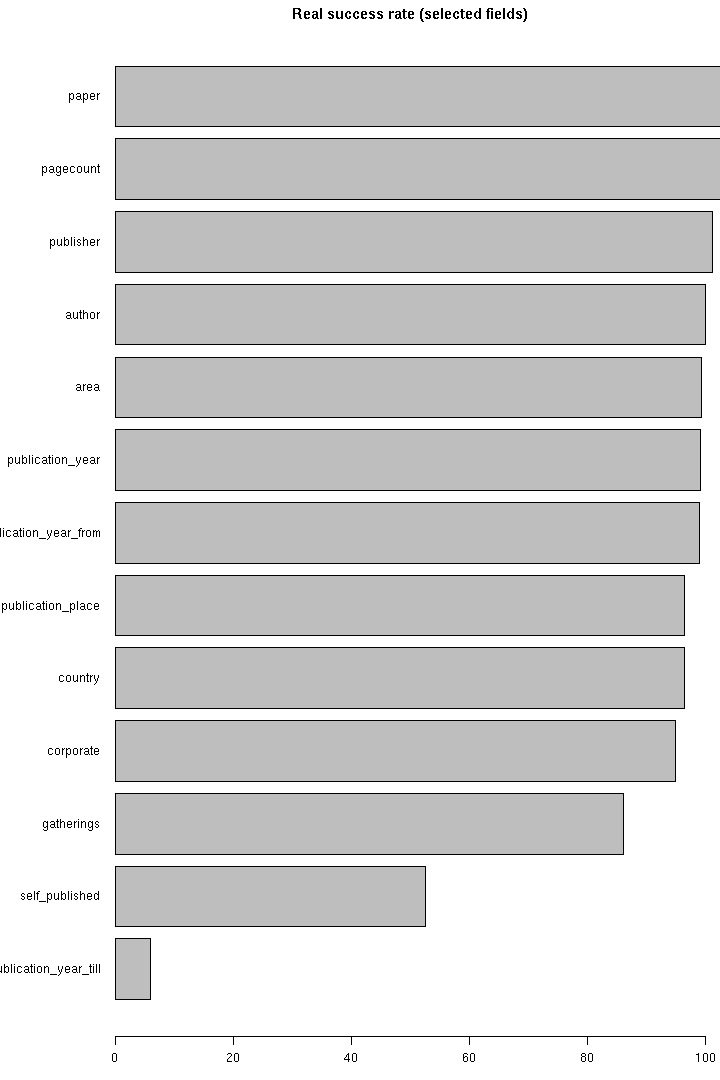 Real success rate (selected fields)
paper
pagecount
publisher
author
area
publication_year
lication_year_from
publication_place
country
corporate
gatherings
self_published
ublication_year_till
0 20 40 60 80 100